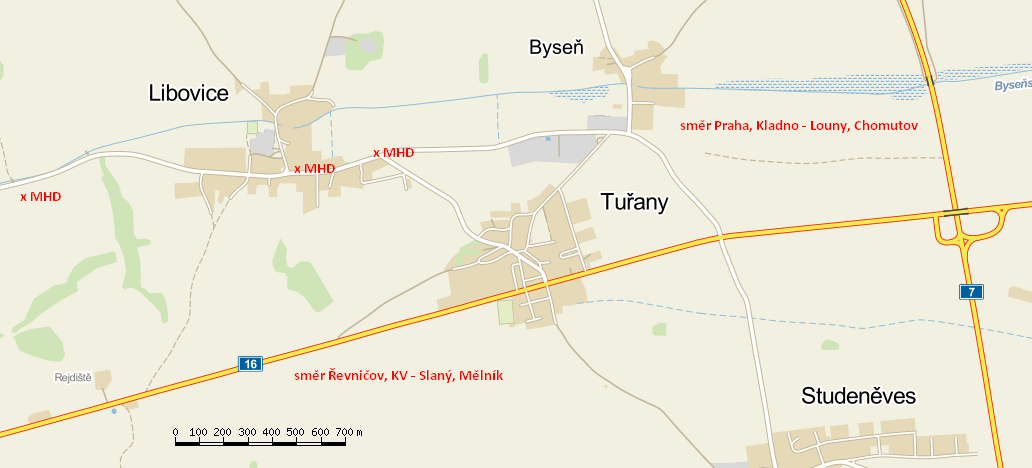 Byseň
Libovice
Byseňs
směr Praha, Kladno - Louny, Chomutov
x MHD
x MHD
x MHD
Tuřany
7
16
směr Řevničov, KV - Slaný, Mělník
Rejdiště
Studeněves
0 100 200 300 400 500 600 700 m